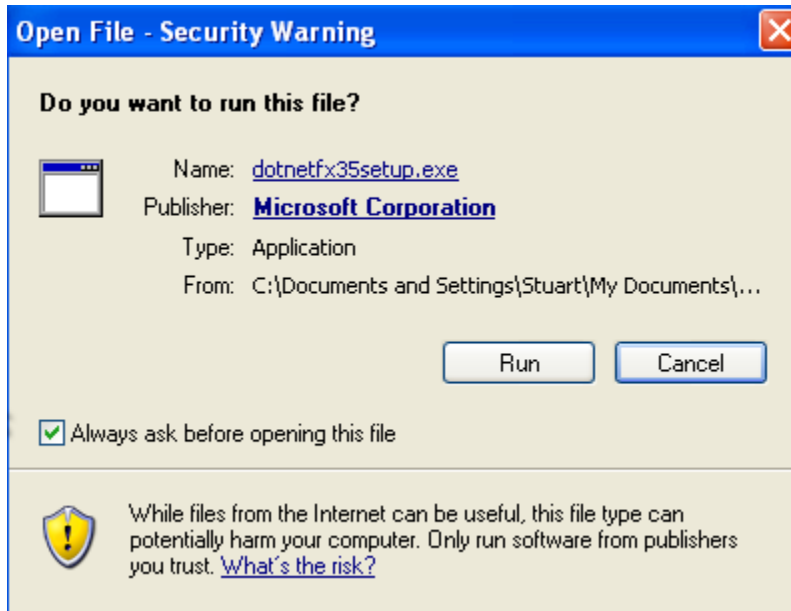 Open File - Security Warning
Do you want to run this file?
Name: dotnetfx35setup.exe
Publisher: Microsoft Corporation
Type: Application
From: C:\Documents and Settings\Stuart\My Documents\...
Run Cancel
Always ask before opening this file
While files from the Internet can be useful, this file type can
potentially harm your computer. Only run software from publishers
you trust. What's the risk?